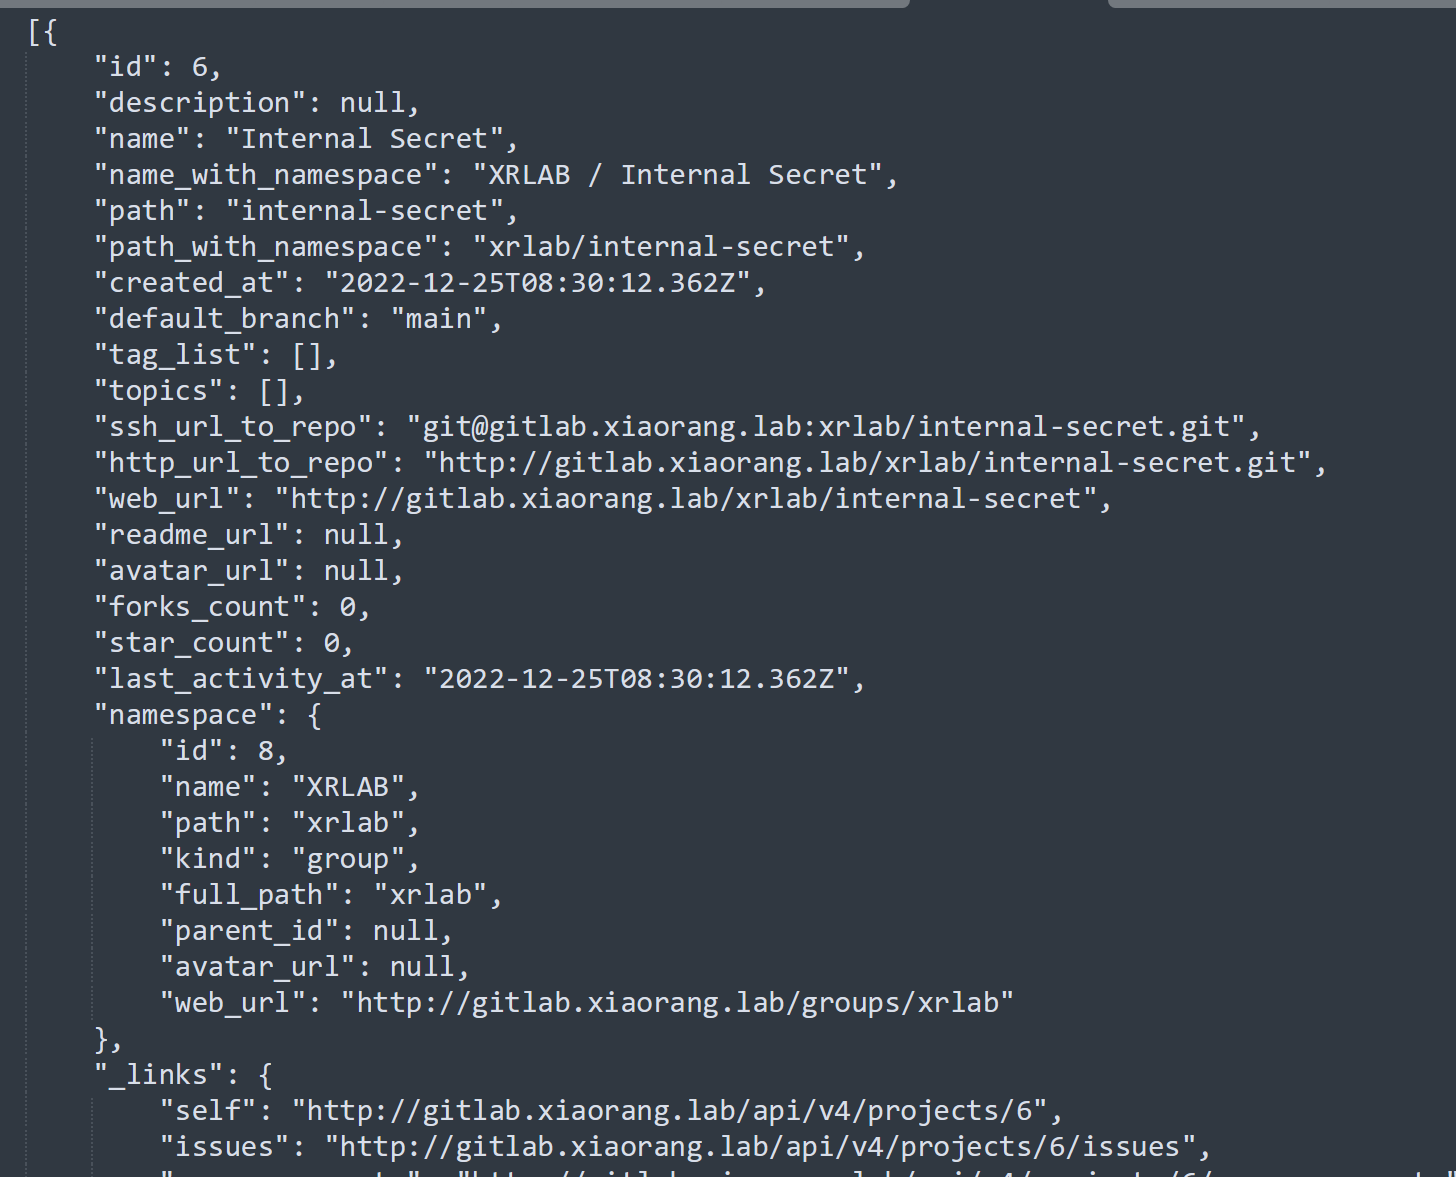 [{
"id": 6,
"description": null,
"name": "Internal Secret",
"name_with_namespace": "XRLAB / Internal Secret",
"path": "internal-secret",
"path_with_namespace": "xrlab/internal-secret",
"created_at": "2022-12-25T08:30:12.362Z",
"default_branch": "main",
"tag_list": [],
"topics": [],
"ssh_url_to_repo": "git@gitlab.xiaorang.lab:xrlab/internal-secret.git",
"http_url_to_repo": "http://gitlab.xiaorang.lab/xrlab/internal-secret.git",
"web_url": "http://gitlab.xiaorang.lab/xrlab/internal-secret",
"readme_url": null,
"avatar_url": null,
"forks_count": 0,
"star_count": 0,
"last_activity_at": "2022-12-25T08:30:12.362Z",
"namespace": {
"id": 8,
"name": "XRLAB",
"path": "xrlab",
"kind": "group",
"full_path": "xrlab",
"parent_id": null,
"avatar_url": null,
"web_url": "http://gitlab.xiaorang.lab/groups/xrlab"
},
"_links": {
"self": "http://gitlab.xiaorang.lab/api/v4/projects/6",
"issues": "http://gitlab.xiaorang.lab/api/v4/projects/6/issues",